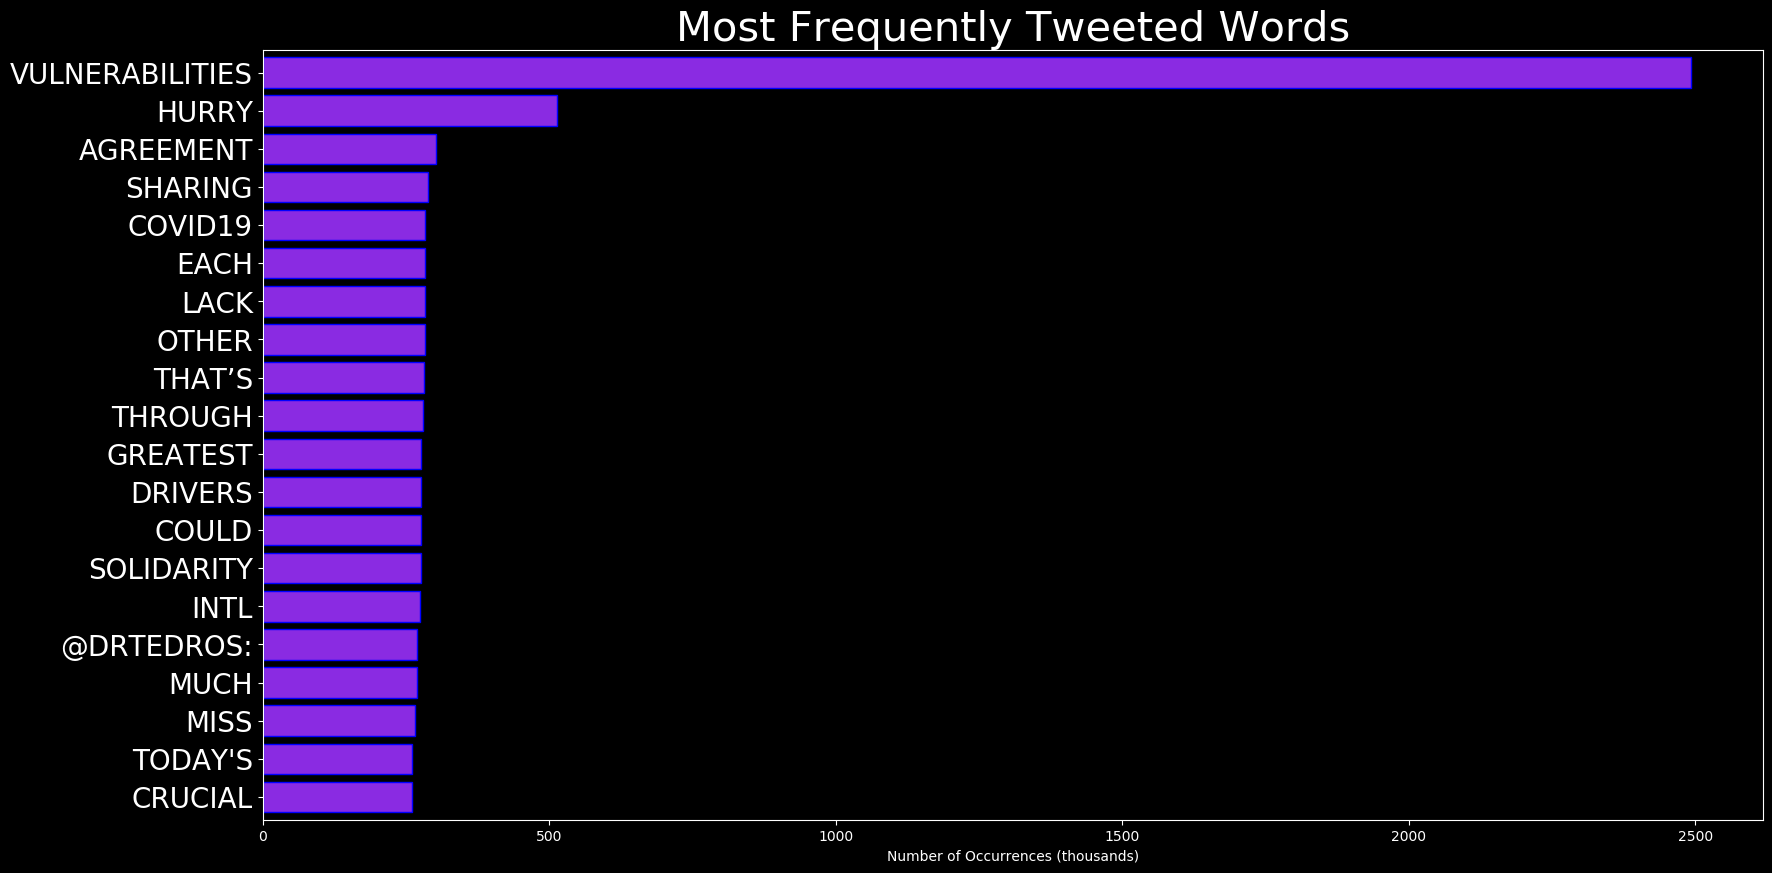 Most Frequently Tweeted Words
VULNERABILITIES
HURRY
AGREEMENT
SHARING
COVID19
EACH
LACK
OTHER
THAT’S
THROUGH
GREATEST
DRIVERS
COULD
SOLIDARITY
INTL
@DRTEDROS:
MUCH
MISS
TODAY'S
CRUCIAL
0 500 1000 1500 2000 2500
Number of Occurrences (thousands)